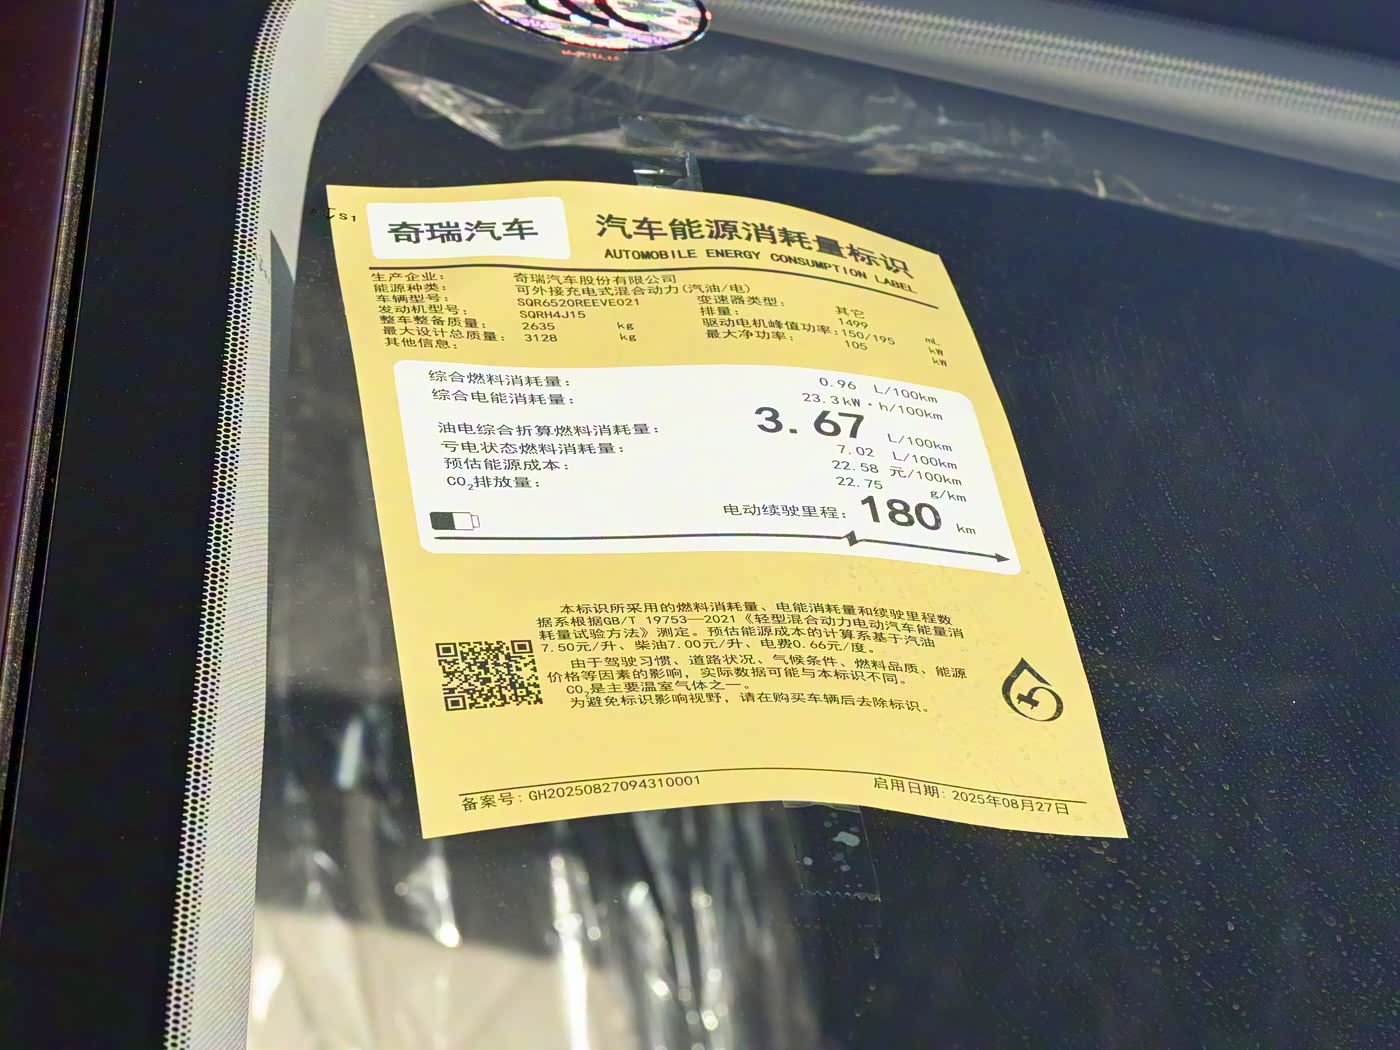 S1
奇瑞汽车
汽车能源消耗量标识
AUTOMOBILE ENERGY CONSUMPTION LABEL
生产企业: 奇瑞汽车股份有限公司
能源种类: 可外接充电式混合动力(汽油/电)
车辆型号: SQR6520REEVE021 变速器类型: 其它
发动机型号: SQRH4J15 排量: 1499 mL
整车整备质量: 2635 kg 驱动电机峰值功率: 150/195 kW
最大设计总质量: 3128 kg 最大净功率: 105 kW
其他信息:
综合燃料消耗量: 0.96 L/100km
综合电能消耗量: 23.3 kW·h/100km
油电综合折算燃料消耗量: 3.67 L/100km
亏电状态燃料消耗量: 7.02 L/100km
预估能源成本: 22.58 元/100km
CO₂排放量: 22.75 g/km
电动续驶里程: 180 km
本标识所采用的燃料消耗量、电能消耗量和续驶里程数
据系根据GB/T 19753—2021《轻型混合动力电动汽车能量消
耗量试验方法》测定。预估能源成本的计算系基于汽油
7.50元/升、柴油7.00元/升、电费0.66元/度。
由于驾驶习惯、道路状况、气候条件、燃料品质、能源
价格等因素的影响，实际数据可能与本标识不同。
CO₂是主要温室气体之一。
为避免标识影响视野，请在购买车辆后去除标识。
备案号: GH20250827094310001 启用日期: 2025年08月27日